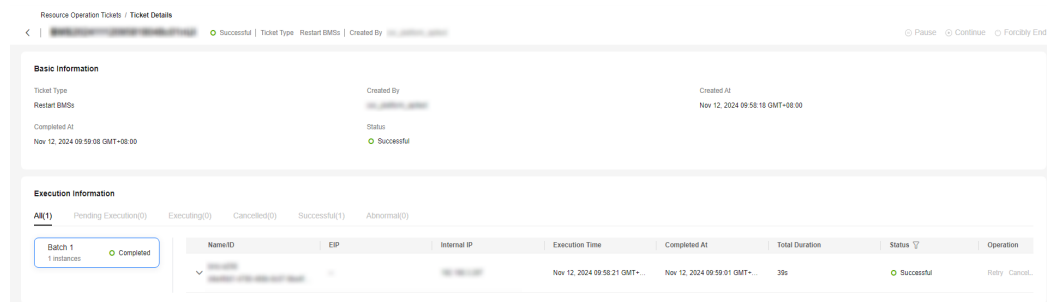 Resource Operation Tickets / Ticket Details
Successful | Ticket Type Restart BMSs | Created By
Pause Continue Forcibly End
Basic Information
Ticket Type Created By Created At
Restart BMSs Nov 12, 2024 09:58:18 GMT+08:00
Completed At Status
Nov 12, 2024 09:59:08 GMT+08:00 Successful
Execution Information
All(1) Pending Execution(0) Executing(0) Cancelled(0) Successful(1) Abnormal(0)
Batch 1 Completed
1 instances
Name/ID EIP Internal IP Execution Time Completed At Total Duration Status Operation
Nov 12, 2024 09:58:21 GMT+... Nov 12, 2024 09:59:01 GMT+... 39s Successful Retry Cancel...